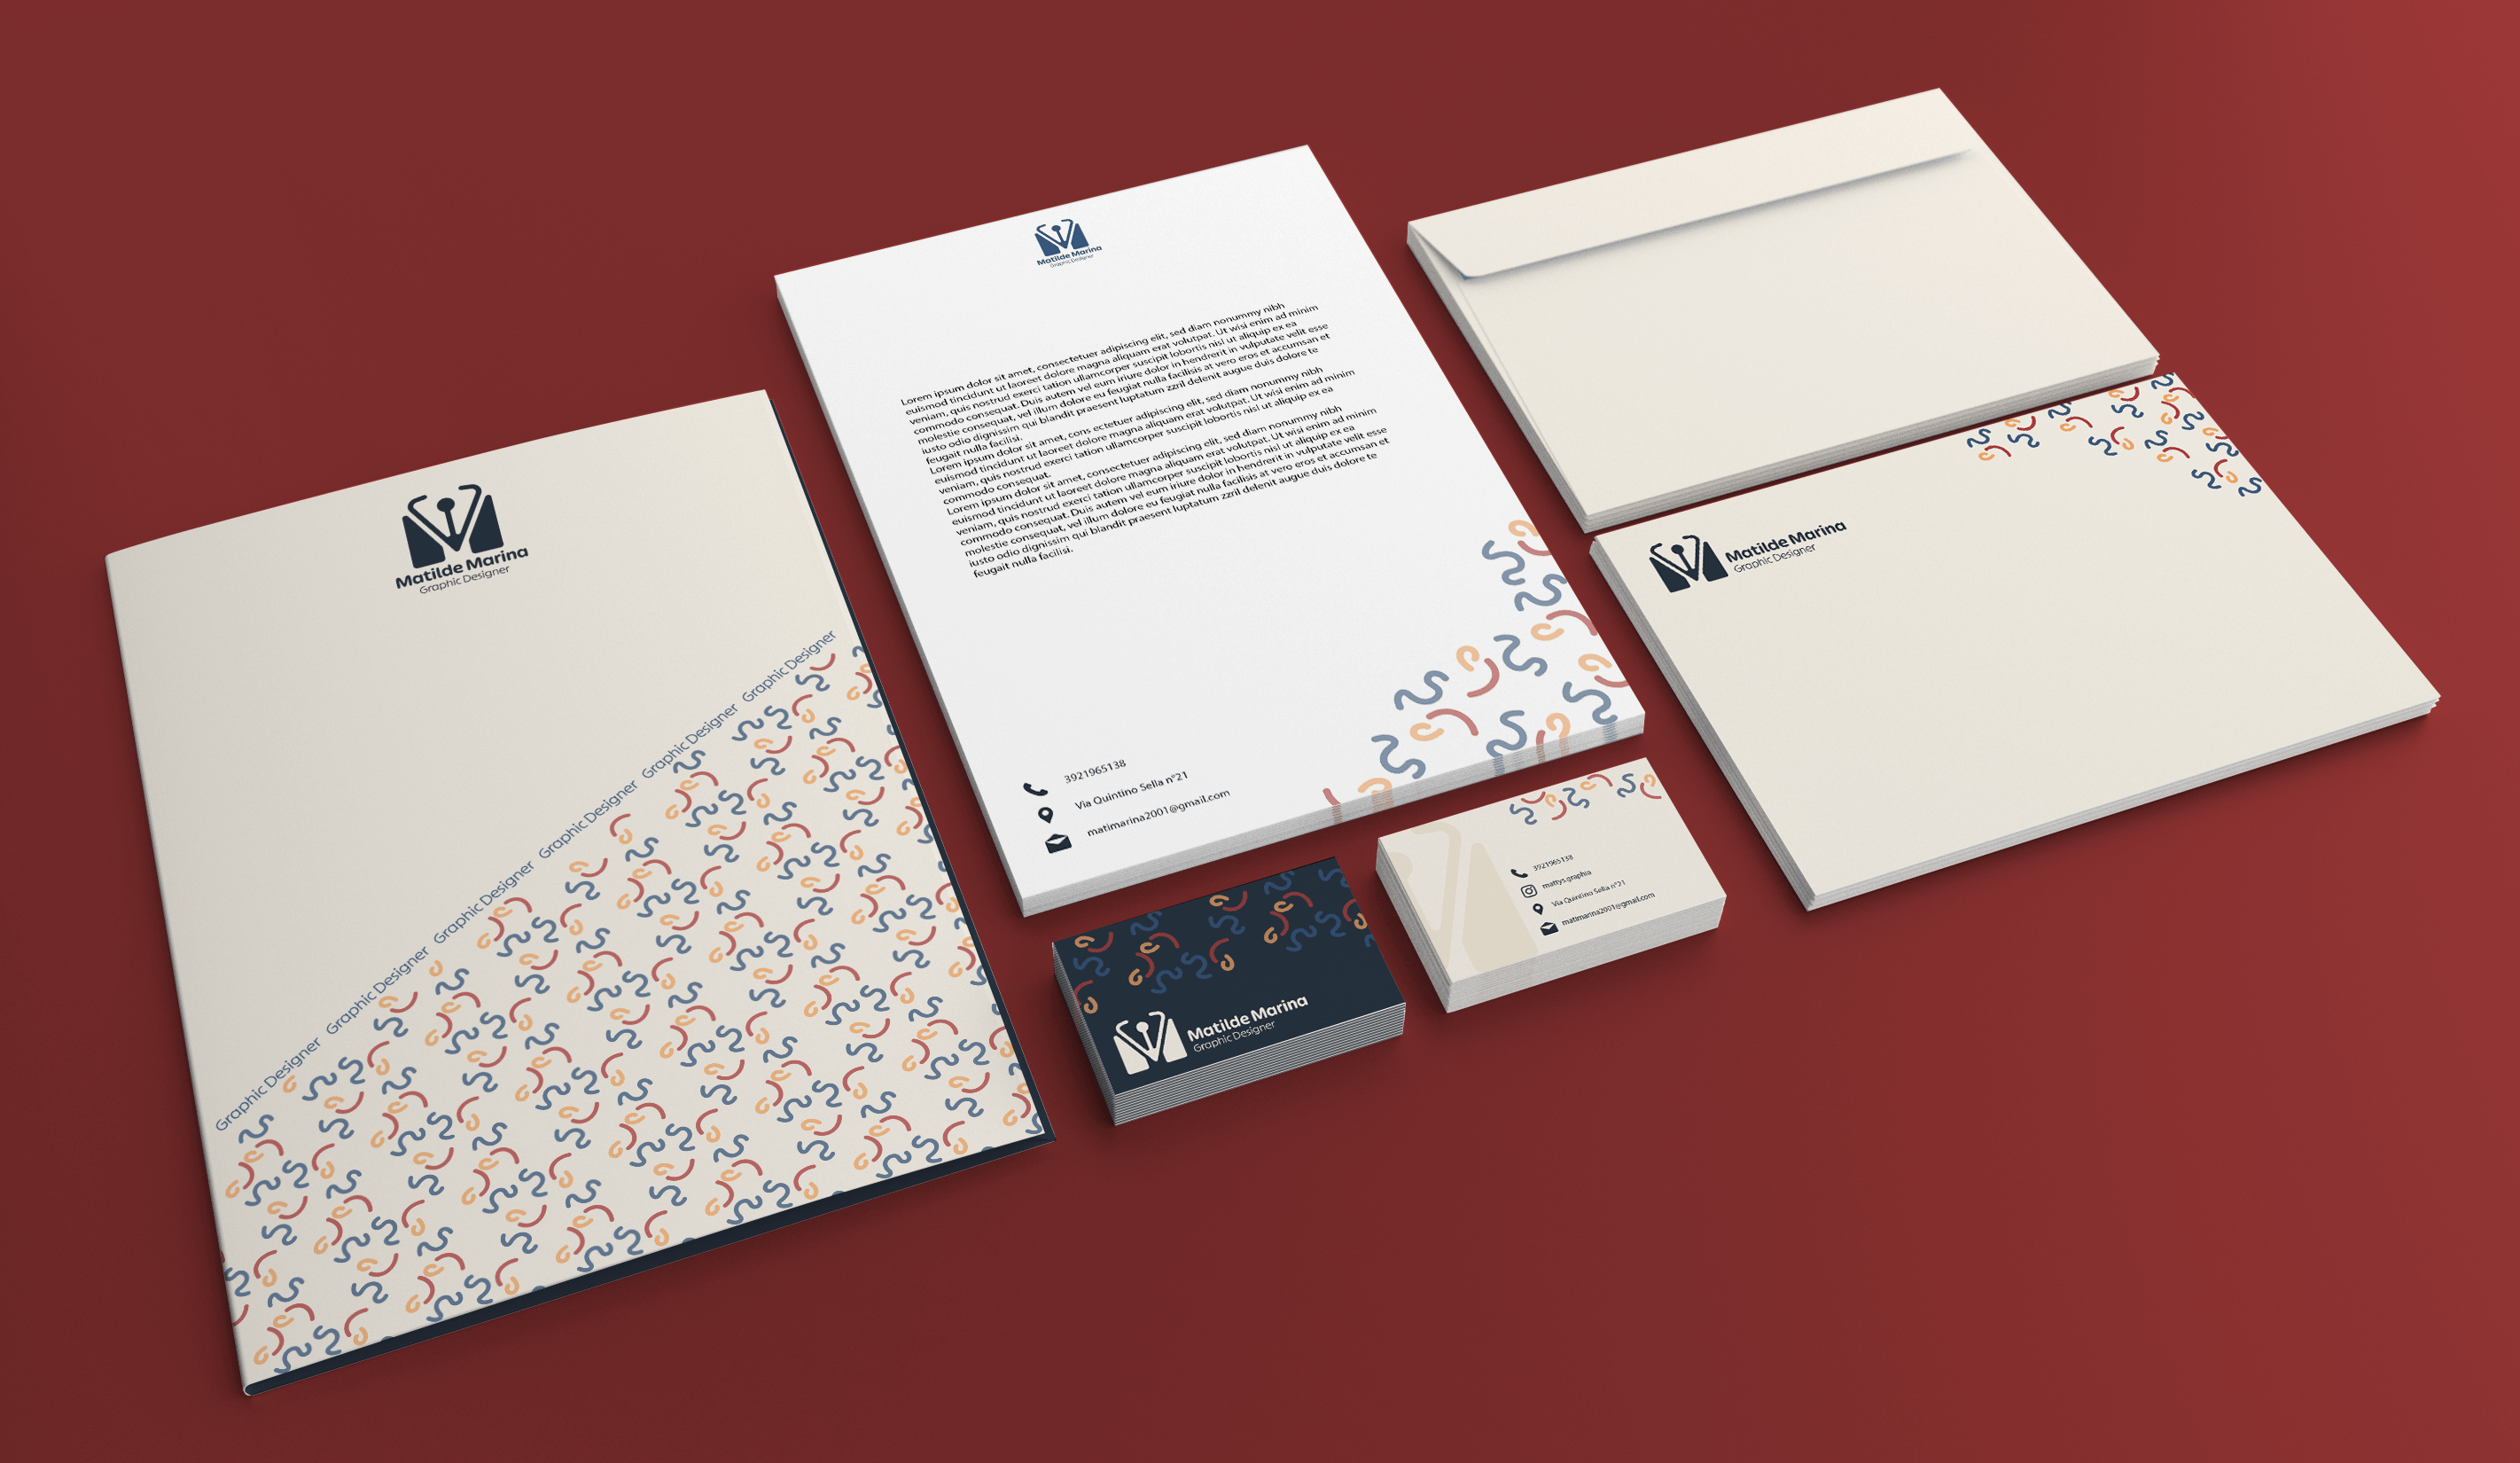 Matilde Marina
Graphic Designer
Graphic Designer Graphic Designer Graphic Designer Graphic Designer Graphic Designer Graphic Designer
Matilde Marina
Graphic Designer
Lorem ipsum dolor sit amet, consectetuer adipiscing elit, sed diam nonummy nibh
euismod tincidunt ut laoreet dolore magna aliquam erat volutpat. Ut wisi enim ad minim
veniam, quis nostrud exerci tation ullamcorper suscipit lobortis nisl ut aliquip ex ea
commodo consequat. Duis autem vel eum iriure dolor in hendrerit in vulputate velit esse
molestie consequat, vel illum dolore eu feugiat nulla facilisis at vero eros et accumsan et
iusto odio dignissim qui blandit praesent luptatum zzril delenit augue duis dolore te
feugait nulla facilisi.
Lorem ipsum dolor sit amet, cons ectetuer adipiscing elit, sed diam nonummy nibh
euismod tincidunt ut laoreet dolore magna aliquam erat volutpat. Ut wisi enim ad minim
veniam, quis nostrud exerci tation ullamcorper suscipit lobortis nisl ut aliquip ex ea
commodo consequat.
Lorem ipsum dolor sit amet, consectetuer adipiscing elit, sed diam nonummy nibh
euismod tincidunt ut laoreet dolore magna aliquam erat volutpat. Ut wisi enim ad minim
veniam, quis nostrud exerci tation ullamcorper suscipit lobortis nisl ut aliquip ex ea
commodo consequat. Duis autem vel eum iriure dolor in hendrerit in vulputate velit esse
molestie consequat, vel illum dolore eu feugiat nulla facilisis at vero eros et accumsan et
iusto odio dignissim qui blandit praesent luptatum zzril delenit augue duis dolore te
feugait nulla facilisi.
3921965138
Via Quintino Sella n°21
matimarina2001@gmail.com
Matilde Marina
Graphic Designer
3921965138
mattys.graphia
Via Quintino Sella n°21
matimarina2001@gmail.com
Matilde Marina
Graphic Designer